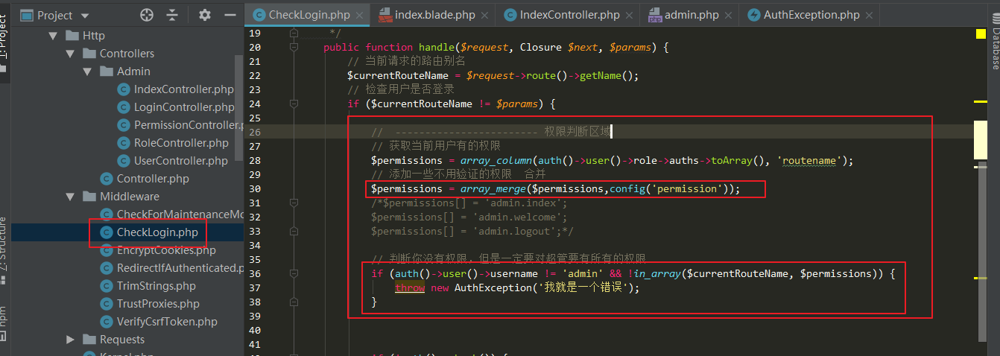 Project
CheckLogin.php
index.blade.php
IndexController.php
admin.php
AuthException.php
1: Project
7: Structure
npm
Database
Http
Controllers
Admin
IndexController.php
LoginController.php
PermissionController.
RoleController.php
UserController.php
Controller.php
Middleware
CheckForMaintenanceMo
CheckLogin.php
EncryptCookies.php
RedirectIfAuthenticated.p
TrimStrings.php
TrustProxies.php
VerifyCsrfToken.php
Requests
Kernel.php
19 */
20 public function handle($request, Closure $next, $params) {
21 // 当前请求的路由别名
22 $currentRouteName = $request->route()->getName();
23 // 检查用户是否登录
24 if ($currentRouteName != $params) {
25
26 // ------------------------ 权限判断区域
27 // 获取当前用户有的权限
28 $permissions = array_column(auth()->user()->role->auths->toArray(), 'routename');
29 // 添加一些不用验证的权限 合并
30 $permissions = array_merge($permissions,config('permission'));
31 /*$permissions[] = 'admin.index';
32 $permissions[] = 'admin.welcome';
33 $permissions[] = 'admin.logout';*/
34
35 // 判断你没有权限，但是一定要对超管要有所有的权限
36 if (auth()->user()->username != 'admin' && !in_array($currentRouteName, $permissions)) {
37 throw new AuthException('我就是一个错误');
38 }
39
40
41